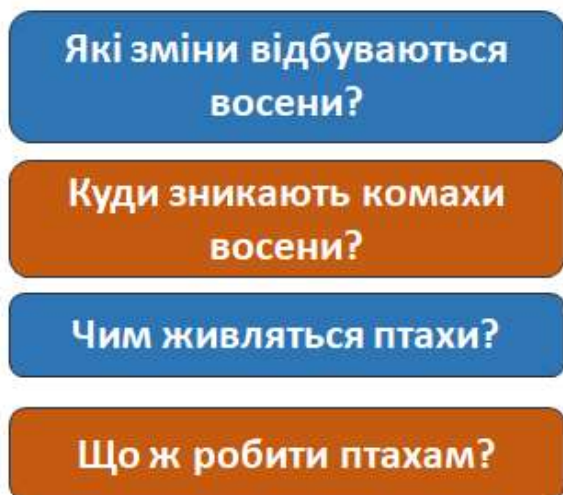 Які зміни відбуваються
восени?
Куди зникають комахи
восени?
Чим живляться птахи?
Що ж робити птахам?